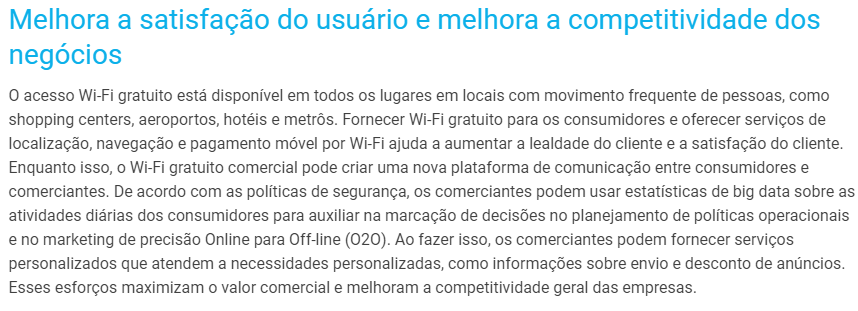 Melhora a satisfação do usuário e melhora a competitividade dos
negócios
O acesso Wi-Fi gratuito está disponível em todos os lugares em locais com movimento frequente de pessoas, como
shopping centers, aeroportos, hotéis e metrôs. Fornecer Wi-Fi gratuito para os consumidores e oferecer serviços de
localização, navegação e pagamento móvel por Wi-Fi ajuda a aumentar a lealdade do cliente e a satisfação do cliente.
Enquanto isso, o Wi-Fi gratuito comercial pode criar uma nova plataforma de comunicação entre consumidores e
comerciantes. De acordo com as políticas de segurança, os comerciantes podem usar estatísticas de big data sobre as
atividades diárias dos consumidores para auxiliar na marcação de decisões no planejamento de políticas operacionais
e no marketing de precisão Online para Off-line (O2O). Ao fazer isso, os comerciantes podem fornecer serviços
personalizados que atendem a necessidades personalizadas, como informações sobre envio e desconto de anúncios.
Esses esforços maximizam o valor comercial e melhoram a competitividade geral das empresas.